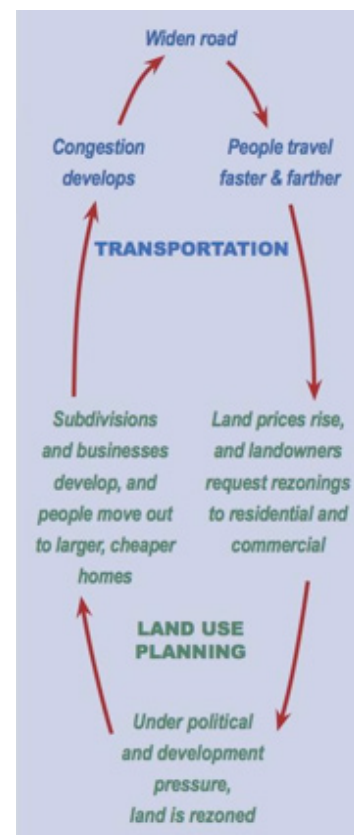 Widen road
People travel
faster & farther
Congestion
develops
TRANSPORTATION
Land prices rise,
and landowners
request rezonings
to residential and
commercial
Subdivisions
and businesses
develop, and
people move out
to larger, cheaper
homes
LAND USE
PLANNING
Under political
and development
pressure,
land is rezoned